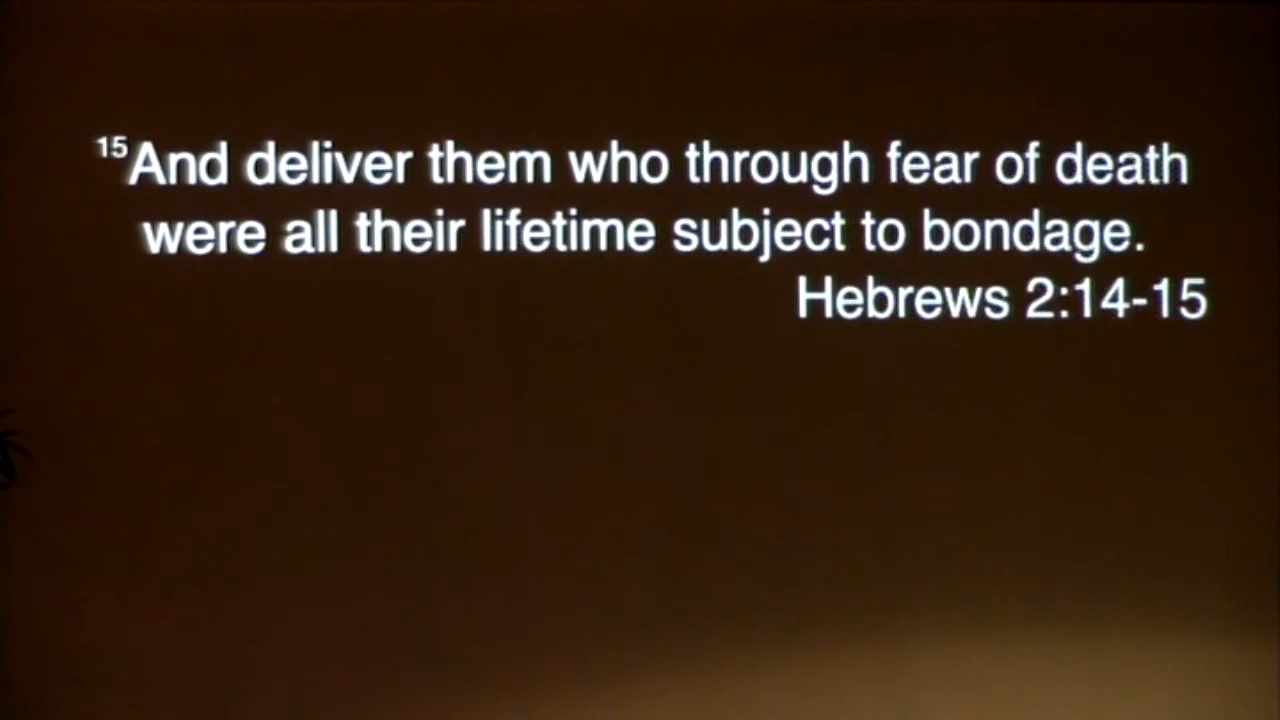 15And deliver them who through fear of death
were all their lifetime subject to bondage.
Hebrews 2:14-15